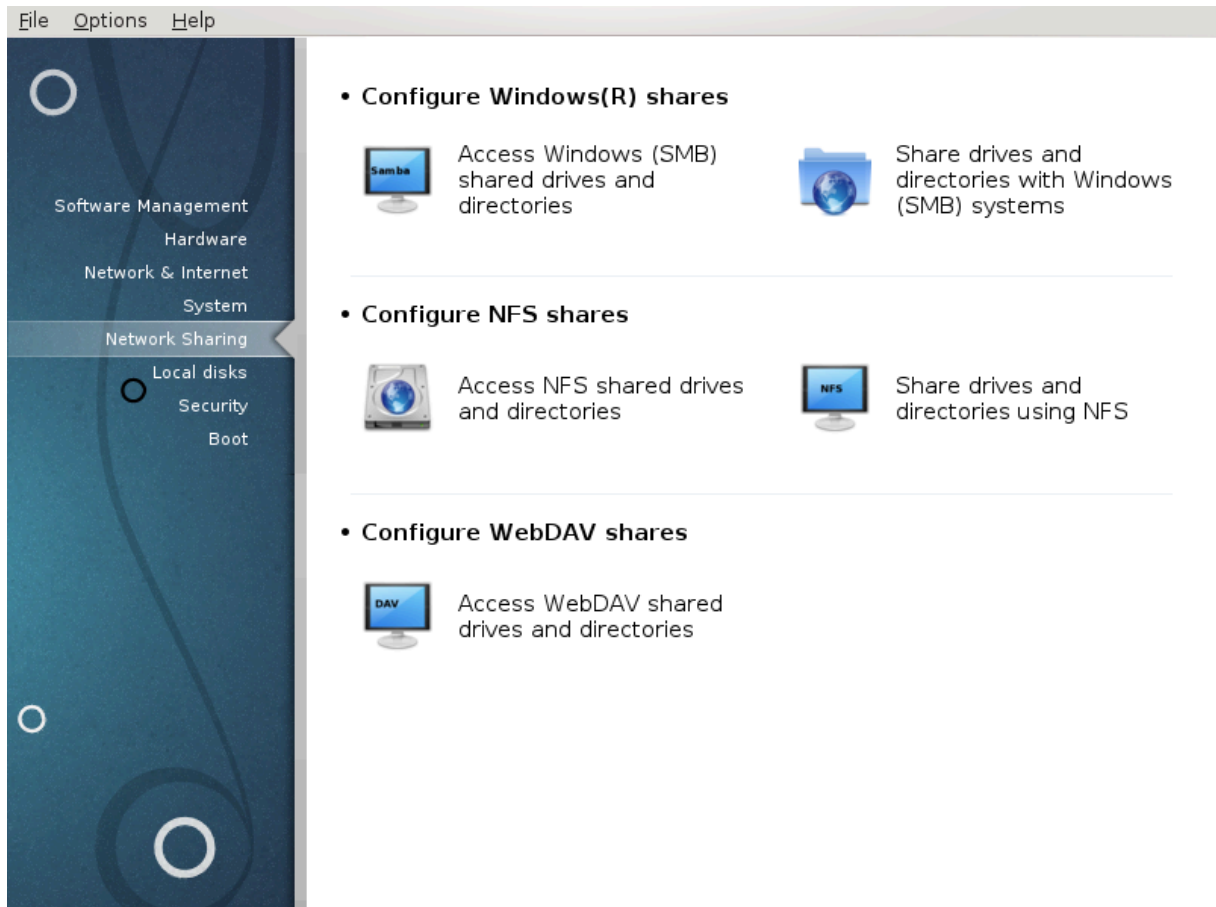 File Options Help
Software Management
Hardware
Network & Internet
System
Network Sharing
Local disks
Security
Boot
• Configure Windows(R) shares
Samba
Access Windows (SMB)
shared drives and
directories
Share drives and
directories with Windows
(SMB) systems
• Configure NFS shares
Access NFS shared drives
and directories
NFS
Share drives and
directories using NFS
• Configure WebDAV shares
DAV
Access WebDAV shared
drives and directories